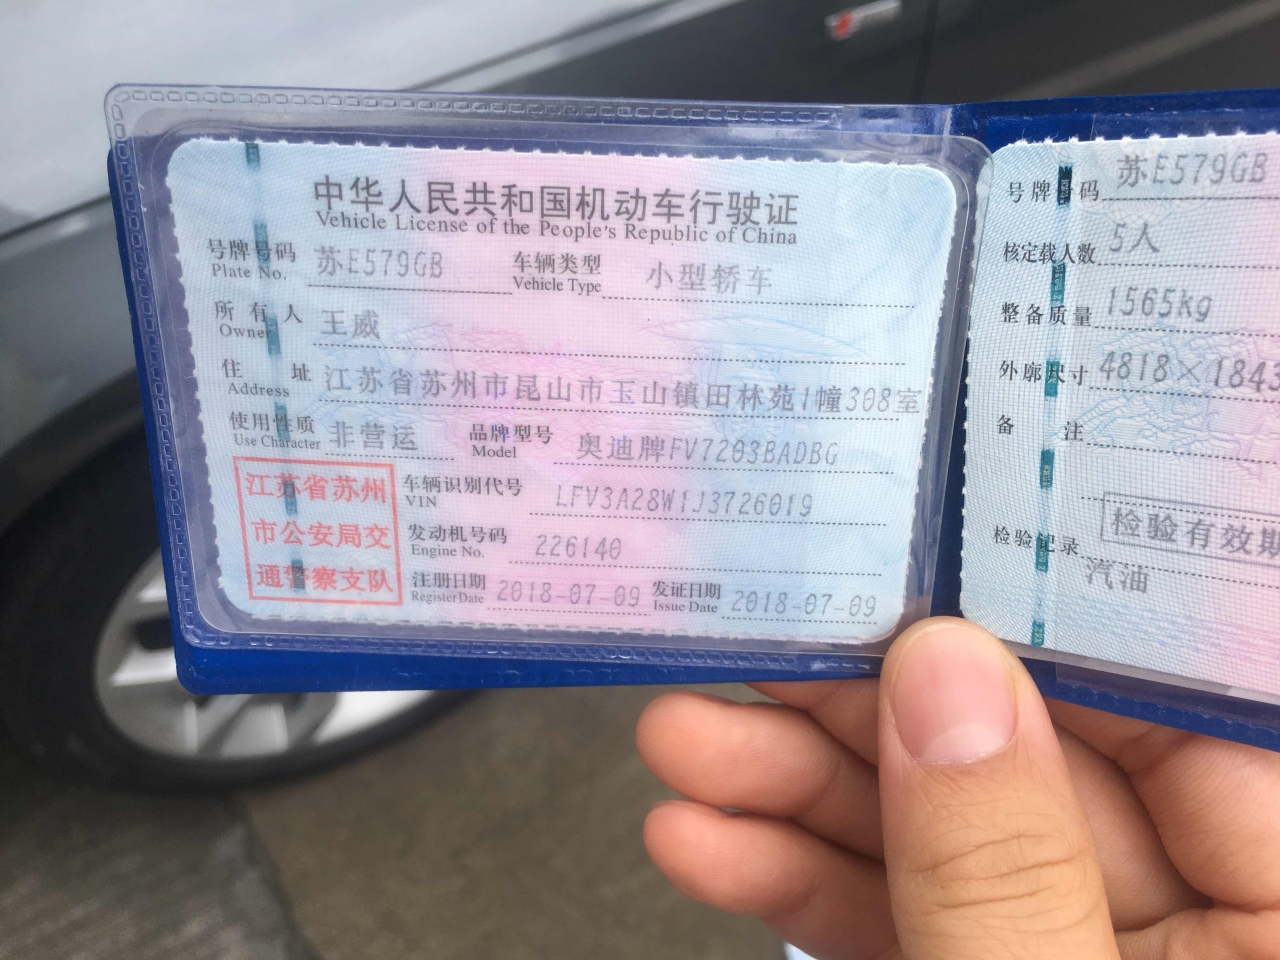 中华人民共和国机动车行驶证
Vehicle License of the People's Republic of China
号牌号码 苏E579GB 车辆类型 小型轿车
Plate No. Vehicle Type
所有人 王威
Owner
住址 江苏省苏州市昆山市玉山镇田林苑1幢308室
Address
使用性质 非营运 品牌型号 奥迪牌FV7203BADBG
Use Character Model
江苏省苏州
市公安局交
通警察支队
车辆识别代号 LFV3A28W1J3726019
VIN
发动机号码 226140
Engine No.
注册日期 2018-07-09 发证日期 2018-07-09
Register Date Issue Date
号牌号码 苏E579GB
核定载人数 5人
整备质量 1565kg
外廓尺寸 4818×1843
备注
检验有效期
检验记录
汽油